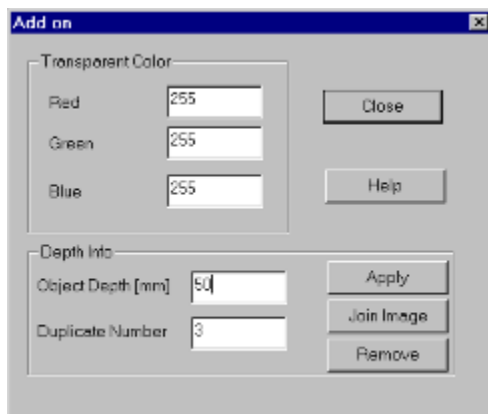 Add on
Transparent Color
Red 255
Close
Green 255
Blue 255
Help
Depth Info
Object Depth [mm] 50
Apply
Duplicate Number 3
Join Image
Remove